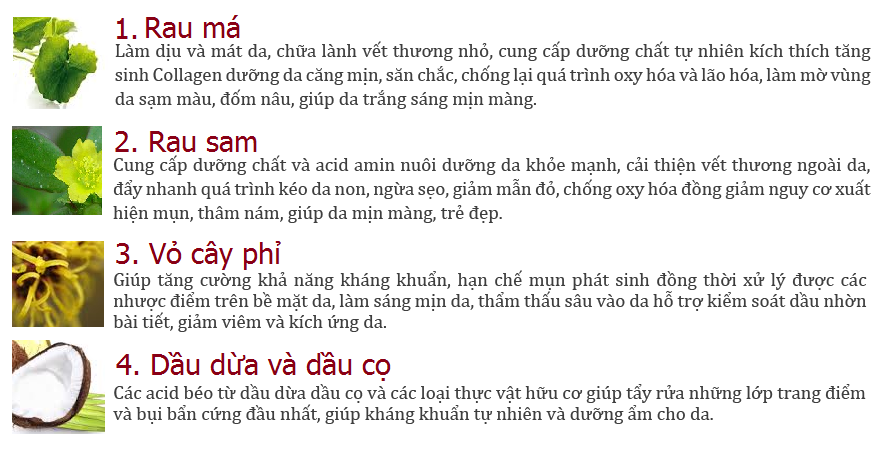 1. Rau má
Làm dịu và mát da, chữa lành vết thương nhỏ, cung cấp dưỡng chất tự nhiên kích thích tăng
sinh Collagen dưỡng da căng mịn, săn chắc, chống lại quá trình oxy hóa và lão hóa, làm mờ vùng
da sạm màu, đốm nâu, giúp da trắng sáng mịn màng.
2. Rau sam
Cung cấp dưỡng chất và acid amin nuôi dưỡng da khỏe mạnh, cải thiện vết thương ngoài da,
đẩy nhanh quá trình kéo da non, ngừa sẹo, giảm mẫn đỏ, chống oxy hóa đồng giảm nguy cơ xuất
hiện mụn, thâm nám, giúp da mịn màng, trẻ đẹp.
3. Vỏ cây phỉ
Giúp tăng cường khả năng kháng khuẩn, hạn chế mụn phát sinh đồng thời xử lý được các
nhược điểm trên bề mặt da, làm sáng mịn da, thẩm thấu sâu vào da hỗ trợ kiểm soát dầu nhờn
bài tiết, giảm viêm và kích ứng da.
4. Dầu dừa và dầu cọ
Các acid béo từ dầu dừa dầu cọ và các loại thực vật hữu cơ giúp tẩy rửa những lớp trang điểm
và bụi bẩn cứng đầu nhất, giúp kháng khuẩn tự nhiên và dưỡng ẩm cho da.